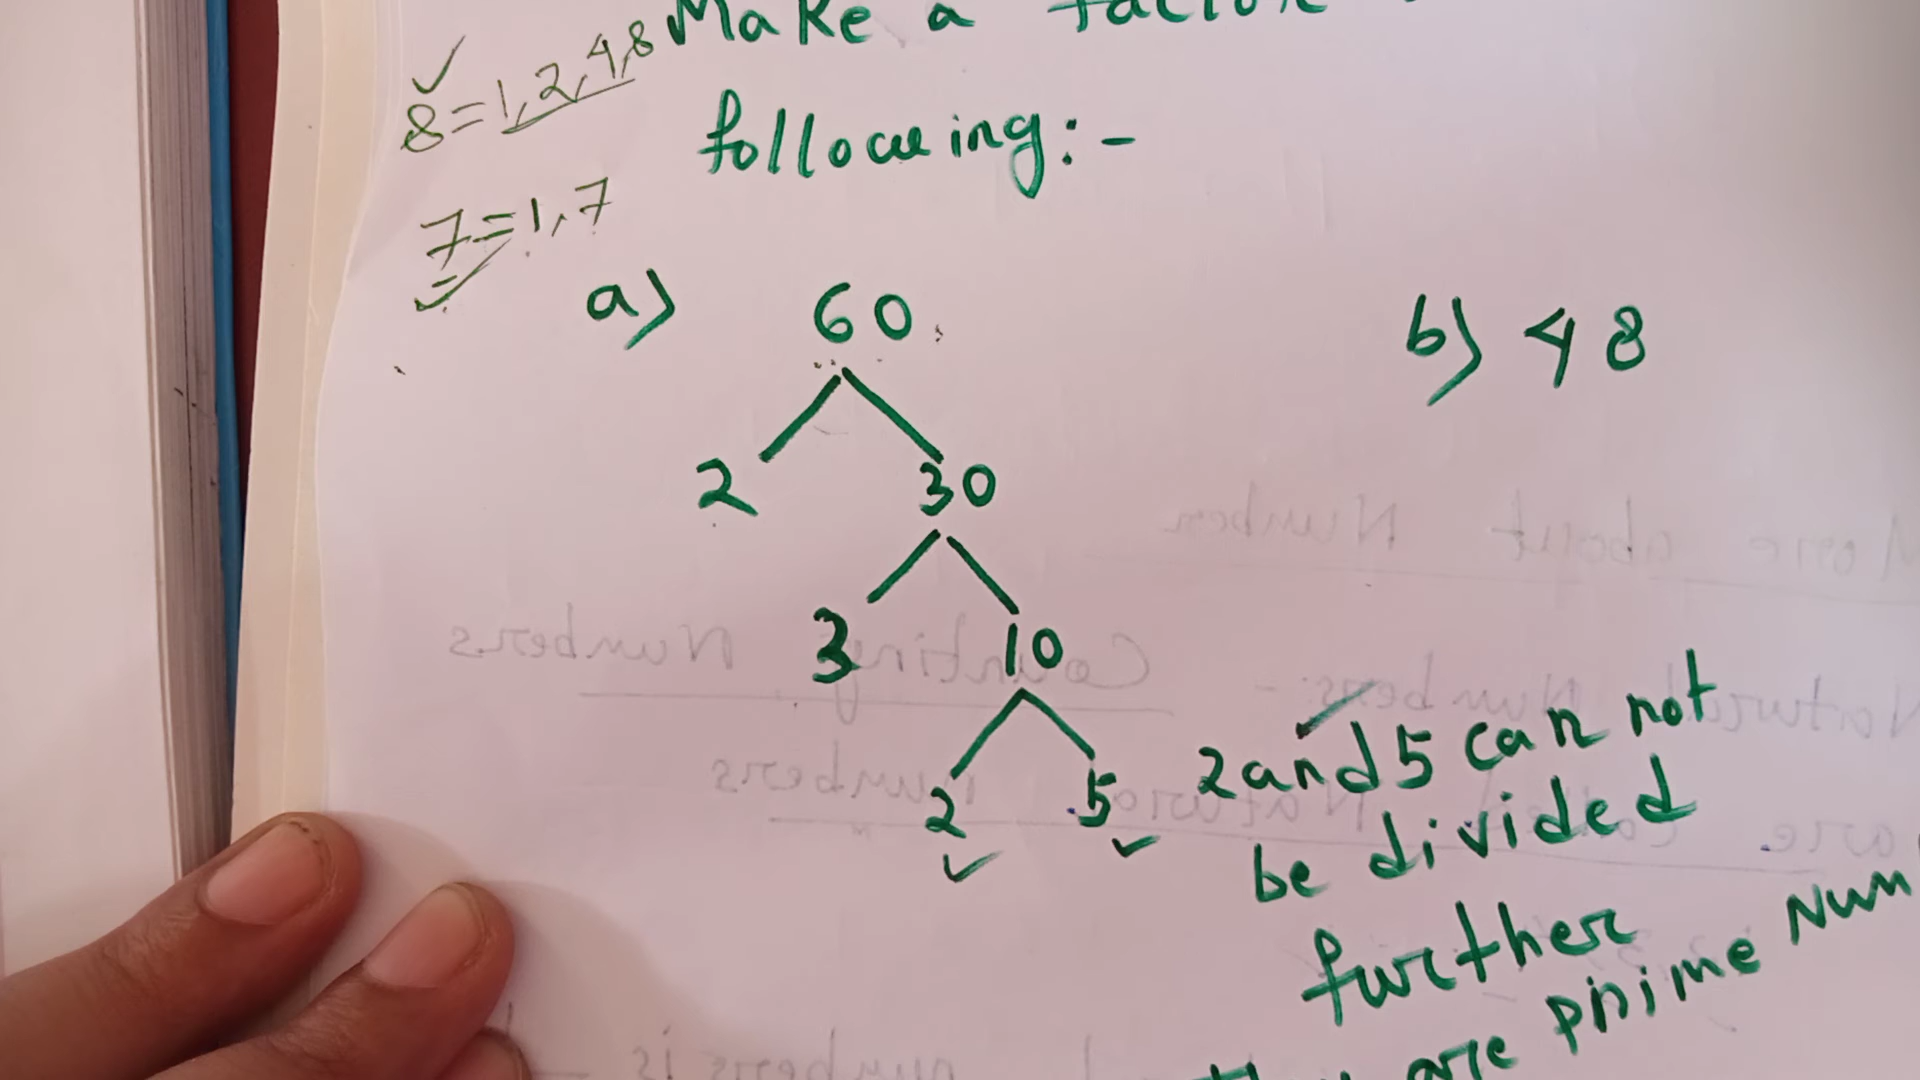 Make a factor
8=1,2,4,8
following:-
7=1,7
a) 60
b) 48
2 30
3 10
2 5
2 and 5 can not
be divided
further
are prime Num